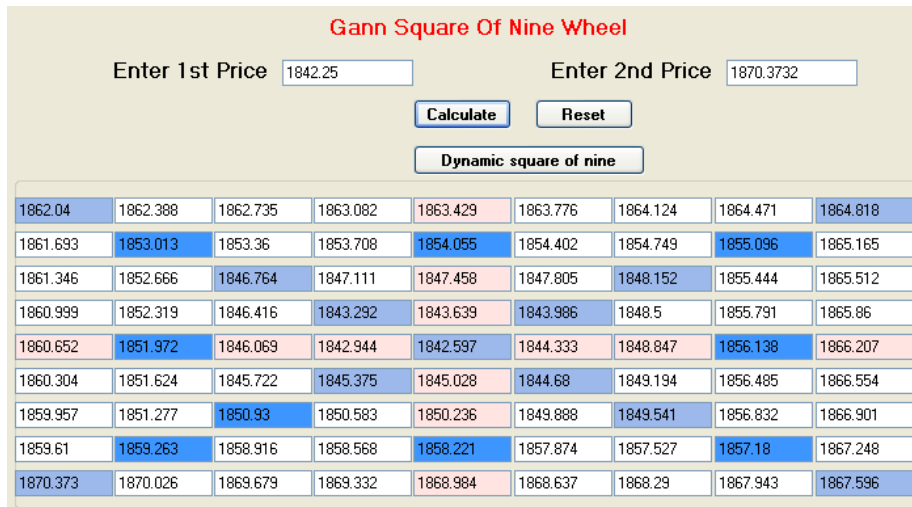 Gann Square Of Nine Wheel
Enter 1st Price 1842.25 Enter 2nd Price 1870.3732
Calculate Reset
Dynamic square of nine
1862.04 1862.388 1862.735 1863.082 1863.429 1863.776 1864.124 1864.471 1864.818
1861.693 1853.013 1853.36 1853.708 1854.055 1854.402 1854.749 1855.096 1865.165
1861.346 1852.666 1846.764 1847.111 1847.458 1847.805 1848.152 1855.444 1865.512
1860.999 1852.319 1846.416 1843.292 1843.639 1843.986 1848.5 1855.791 1865.86
1860.652 1851.972 1846.069 1842.944 1842.597 1844.333 1848.847 1856.138 1866.207
1860.304 1851.624 1845.722 1845.375 1845.028 1844.68 1849.194 1856.485 1866.554
1859.957 1851.277 1850.93 1850.583 1850.236 1849.888 1849.541 1856.832 1866.901
1859.61 1859.263 1858.916 1858.568 1858.221 1857.874 1857.527 1857.18 1867.248
1870.373 1870.026 1869.679 1869.332 1868.984 1868.637 1868.29 1867.943 1867.596